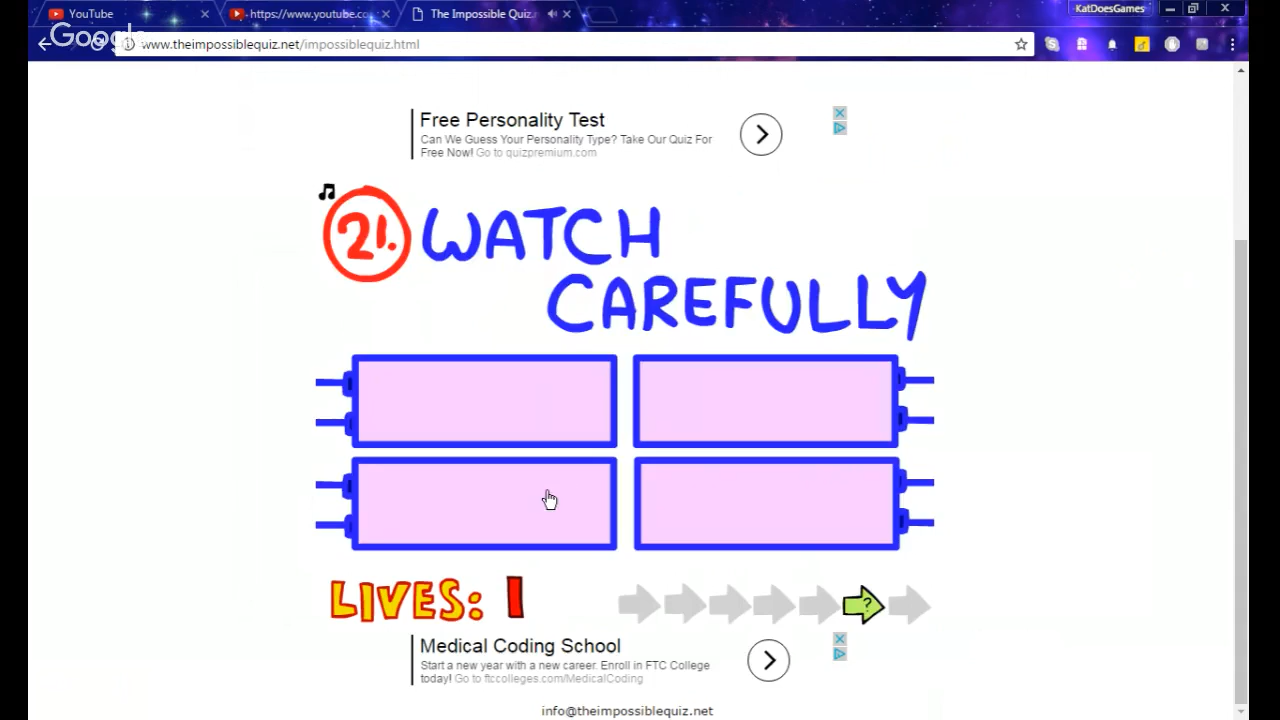 YouTube
https://www.youtube.co
The Impossible Quiz
KatDoesGames
Google
www.theimpossiblequiz.net/impossiblequiz.html
Free Personality Test
Can We Guess Your Personality Type? Take Our Quiz For
Free Now! Go to quizpremium.com
21. WATCH
CAREFULLY
LIVES: 1
?
Medical Coding School
Start a new year with a new career. Enroll in FTC College
today! Go to ftccolleges.com/MedicalCoding
info@theimpossiblequiz.net